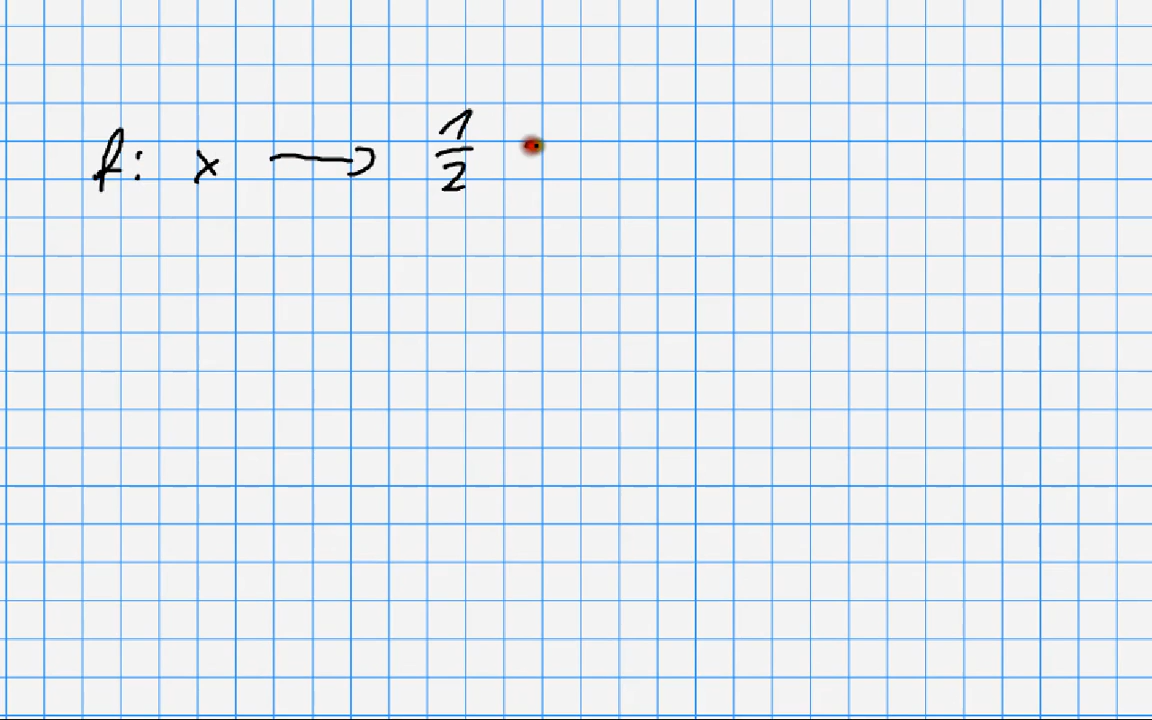 f: x → 1/2